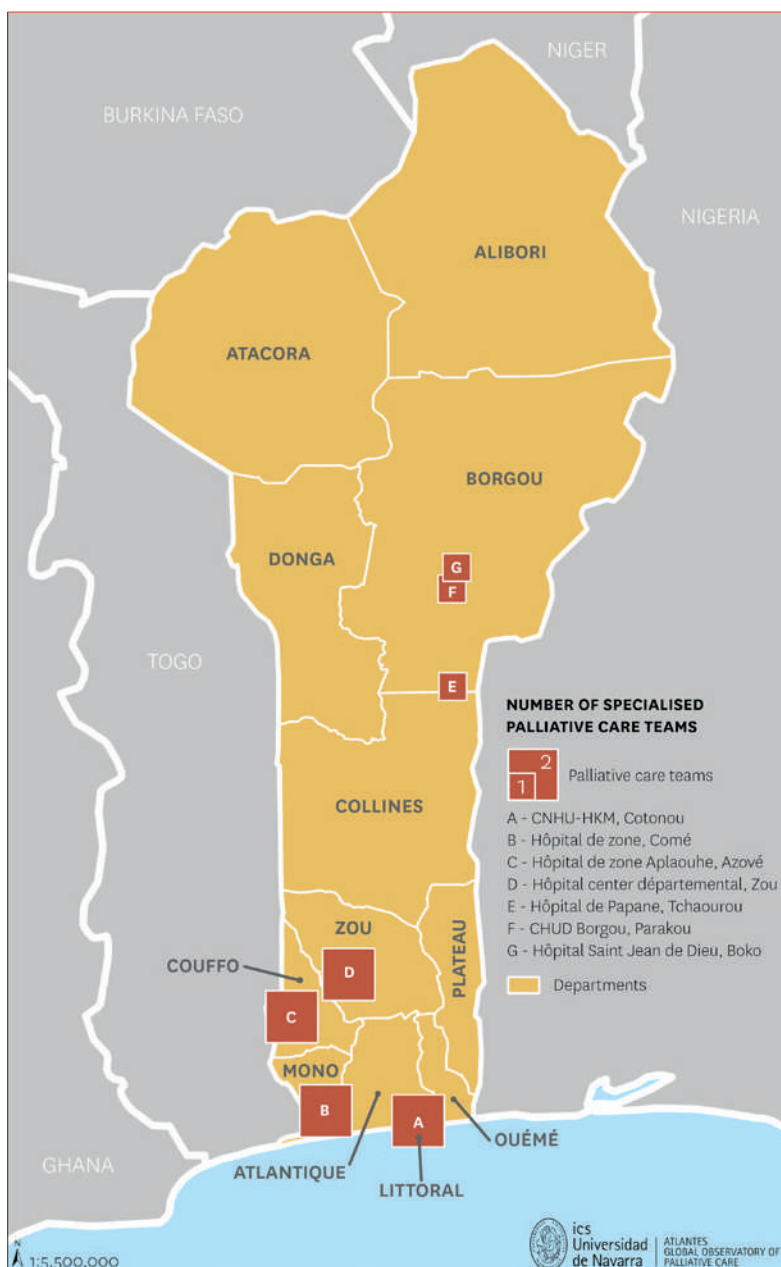 NIGER
BURKINA FASO
NIGERIA
ALIBORI
ATACORA
BORGOU
DONGA
G
F
TOGO
E
NUMBER OF SPECIALISED
PALLIATIVE CARE TEAMS
2
1
Palliative care teams
A - CNHU-HKM, Cotonou
B - Hôpital de zone, Comé
C - Hôpital de zone Aplaouhe, Azové
D - Hôpital center départemental, Zou
E - Hôpital de Papane, Tchaourou
F - CHUD Borgou, Parakou
G - Hôpital Saint Jean de Dieu, Boko
Departments
COLLINES
ZOU
PLATEAU
COUFFO
D
C
MONO
B
A
OUÉMÉ
ATLANTIQUE
LITTORAL
GHANA
N
1:5,500,000
ics
Universidad
de Navarra
ATLANTES
GLOBAL OBSERVATORY OF
PALLIATIVE CARE